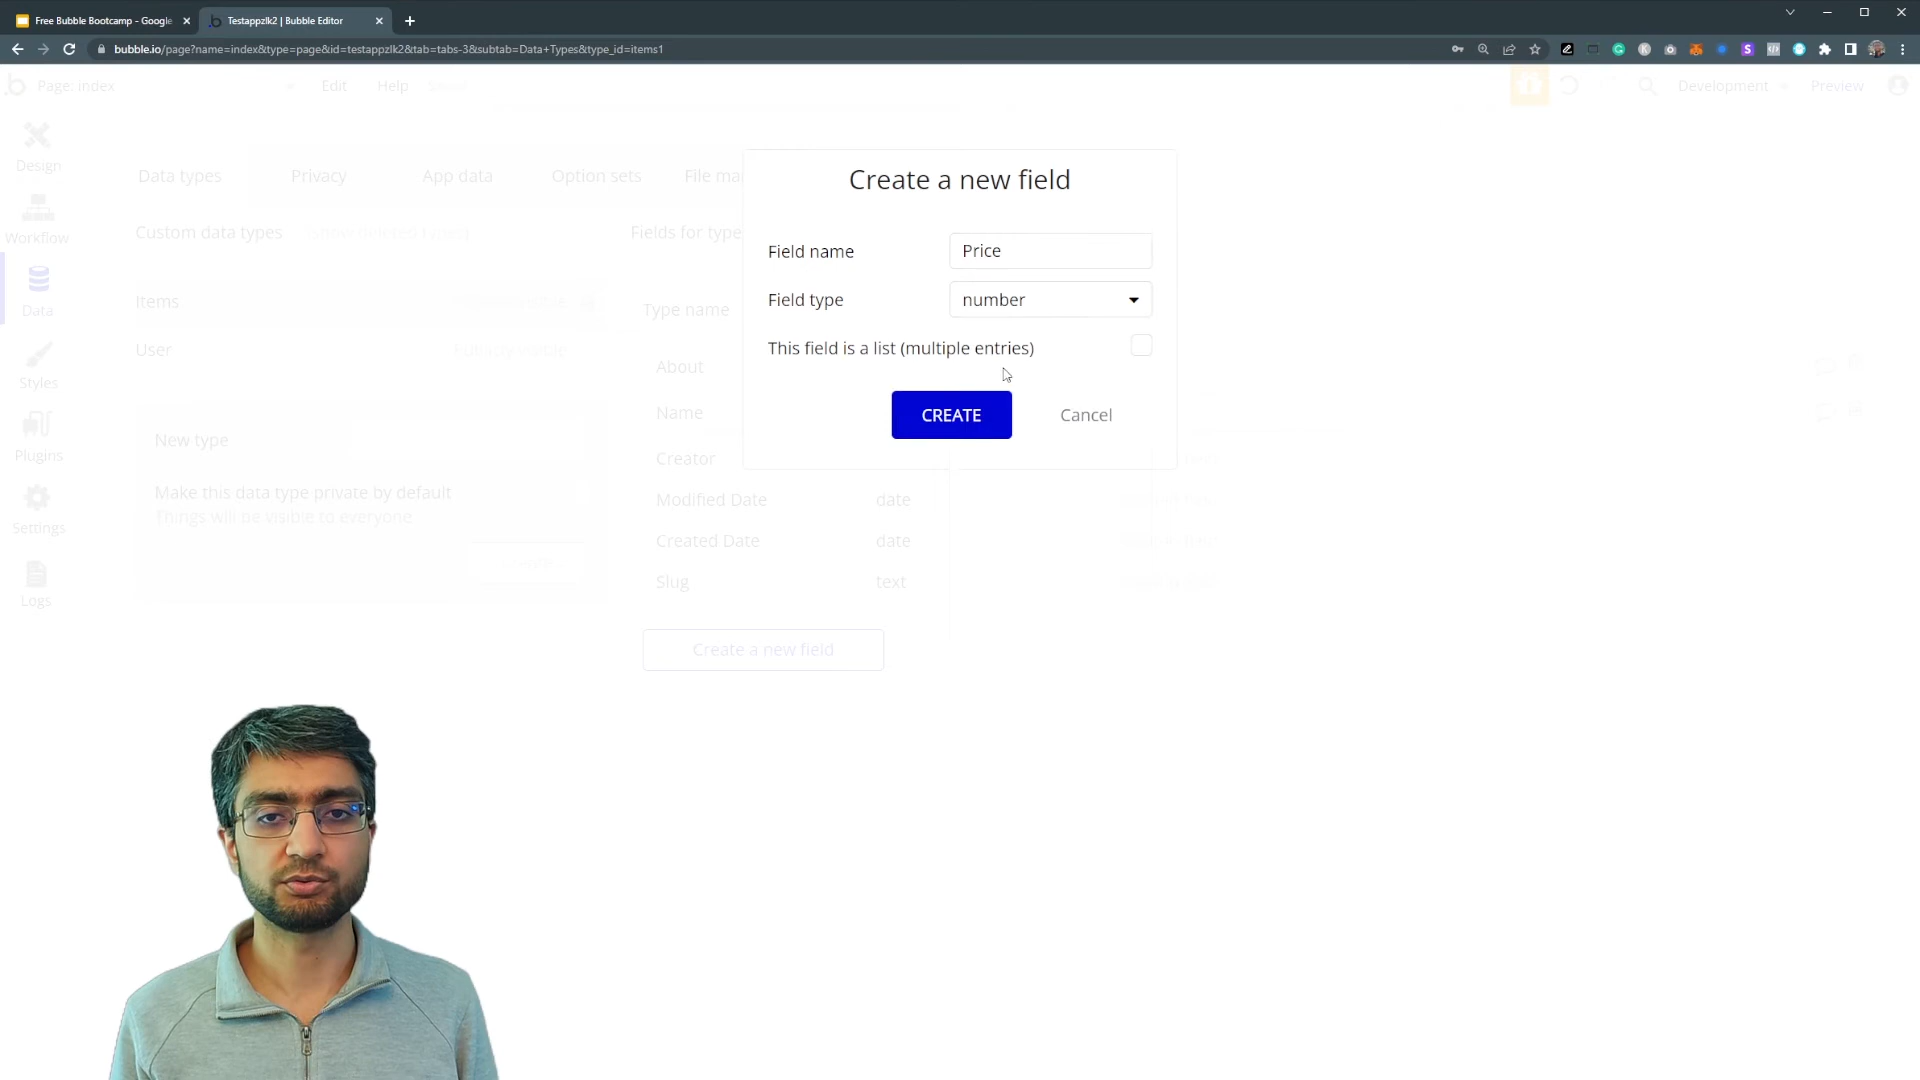 Free Bubble Bootcamp - Google
Testappzlk2 | Bubble Editor
bubble.io/page?name=index&type=page&id=testappzlk2&tab=tabs-3&subtab=Data+Types&type_id=items1
Page: index
Edit
Help
Development
Preview
Design
Workflow
Data
Styles
Plugins
Settings
Logs
Data types
Privacy
App data
Option sets
File ma
Custom data types
Fields for type
Items
User
New type
Make this data type private by default
Things will be visible to everyone
Type name
About
Name
Creator
Modified Date
date
Created Date
date
Slug
text
Create a new field
Create a new field
Field name
Price
Field type
number
This field is a list (multiple entries)
CREATE
Cancel